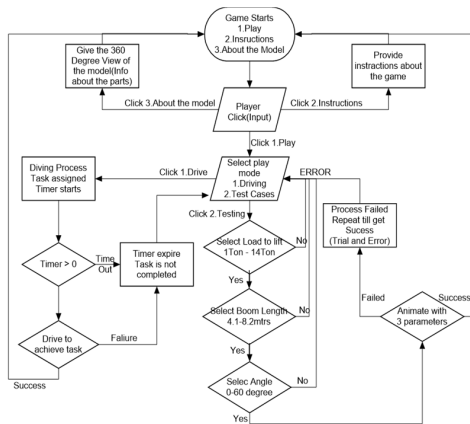 Game Starts
1.Play
2.Insructions
3.About the Model
Give the 360
Degree View of
the model(Info
about the parts)
Provide
instractions about
the game
Click 3.About the model
Player
Click(Input)
Click 2.Instructions
Click 1.Play
Diving Process
Task assigned
Timer starts
Click 1.Drive
Select play
mode
1.Driving
2.Test Cases
ERROR
Click 2.Testing
Process Failed
Repeat till get
Sucess
(Trial and Error)
Timer > 0
Time
Out
Timer expire
Task is not
completed
Select Load to lift
1Ton - 14Ton
No
Yes
Select Boom Length
4.1-8.2mtrs
No
Failed
Success
Animate with
3 parameters
Drive to
achieve task
Faliure
Yes
Selec Angle
0-60 degree
No
Success
Yes